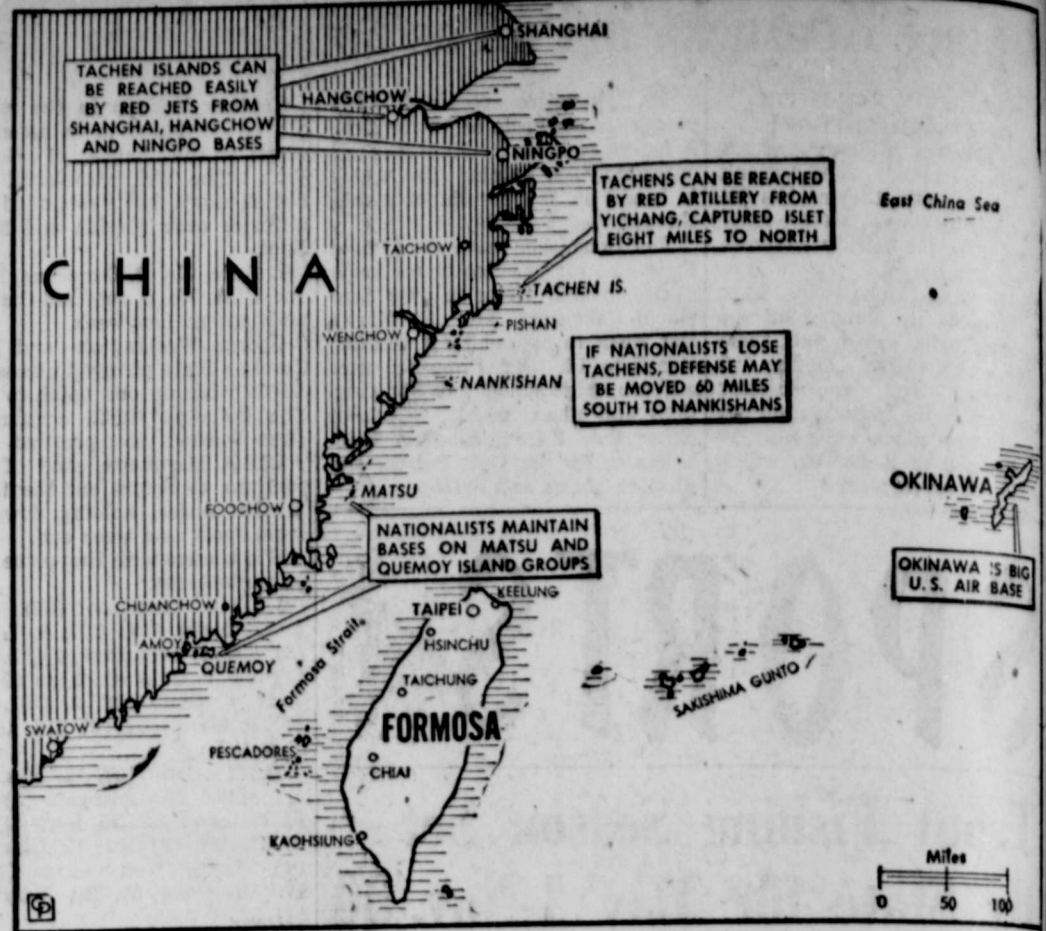 SHANGHAI
TACHEN ISLANDS CAN
BE REACHED EASILY
BY RED JETS FROM
SHANGHAI, HANGCHOW
AND NINGPO BASES
HANGCHOW
NINGPO
TACHENS CAN BE REACHED
BY RED ARTILLERY FROM
YICHANG, CAPTURED ISLET
EIGHT MILES TO NORTH
East China Sea
TAICHOW
CHINA
TACHEN IS.
PISHAN
WENCHOW
IF NATIONALISTS LOSE
TACHENS, DEFENSE MAY
BE MOVED 60 MILES
SOUTH TO NANKISHANS
NANKISHAN
OKINAWA
MATSU
FOOCHOW
NATIONALISTS MAINTAIN
BASES ON MATSU AND
QUEMOY ISLAND GROUPS
OKINAWA IS BIG
U.S. AIR BASE
KEELUNG
CHUANCHOW
TAIPEI
HSINCHU
AMOY
QUEMOY
Formosa Strait
TAICHUNG
SAKISHIMA GUNTO
FORMOSA
SWATOW
PESCADORES
CHIAI
KAOHSIUNG
Miles
0 50 100
CP